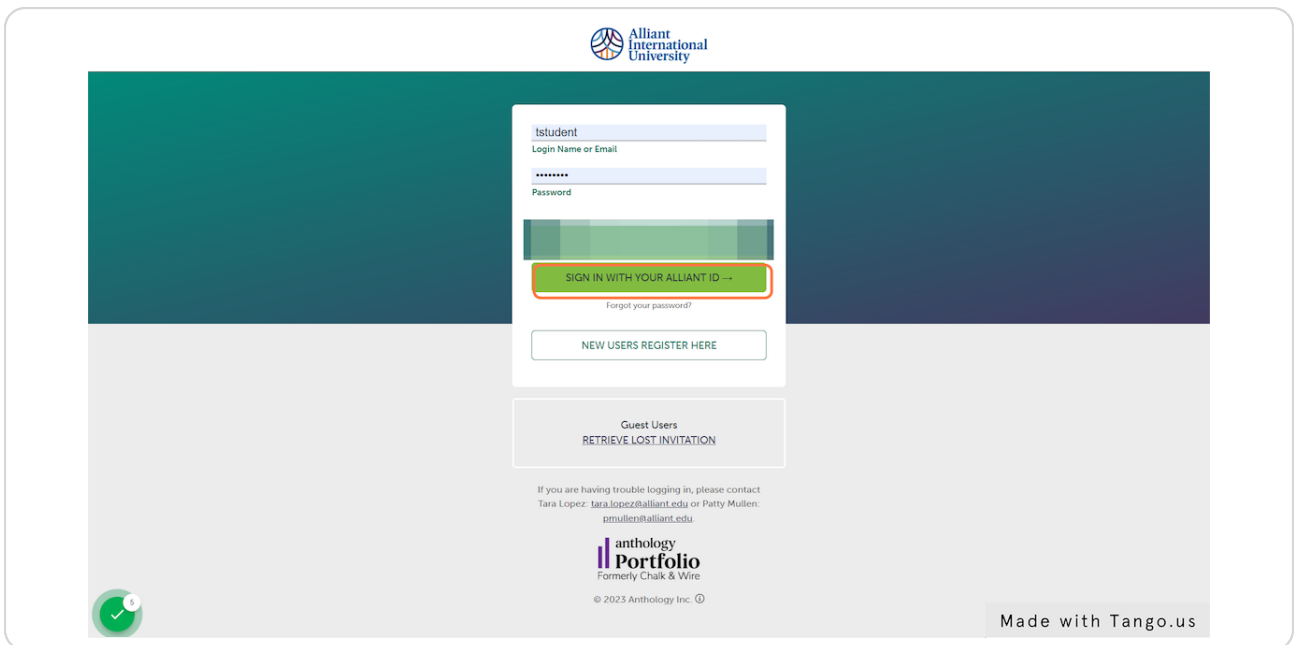 Alliant
International
University
tstudent
Login Name or Email
••••••••
Password
SIGN IN WITH YOUR ALLIANT ID →
Forgot your password?
NEW USERS REGISTER HERE
Guest Users
RETRIEVE LOST INVITATION
If you are having trouble logging in, please contact
Tara Lopez: tara.lopez@alliant.edu or Patty Mullen:
pmullen@alliant.edu.
anthology
Portfolio
Formerly Chalk & Wire
© 2023 Anthology Inc.
6
Made with Tango.us